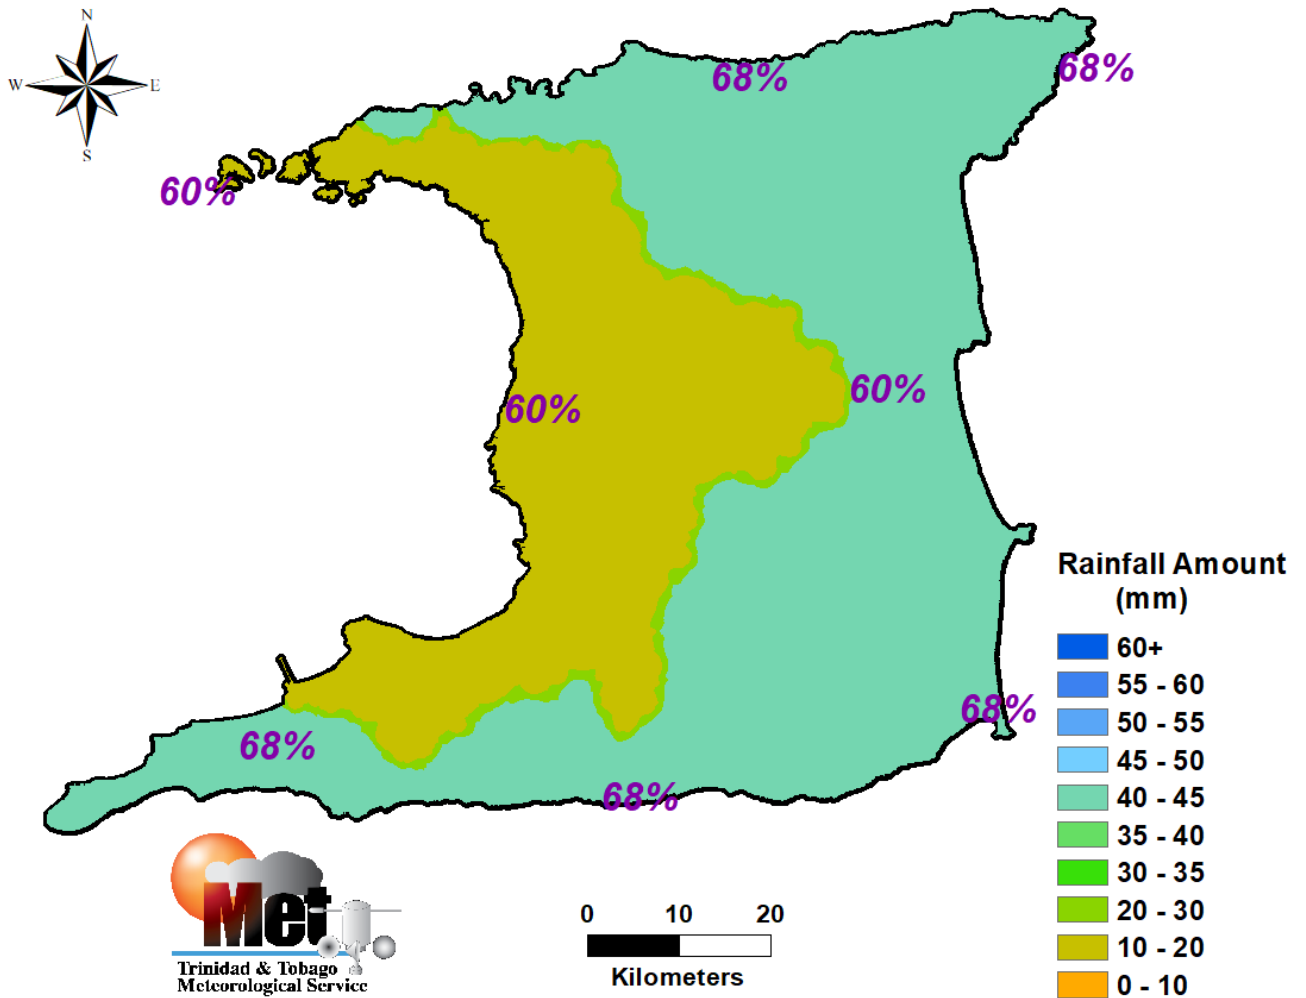 N
W
E
S
68%
68%
60%
60%
60%
68%
68%
68%
Rainfall Amount
(mm)
60+
55 - 60
50 - 55
45 - 50
40 - 45
35 - 40
30 - 35
20 - 30
10 - 20
0 - 10
0 10 20
Kilometers
Met
Trinidad & Tobago
Meteorological Service